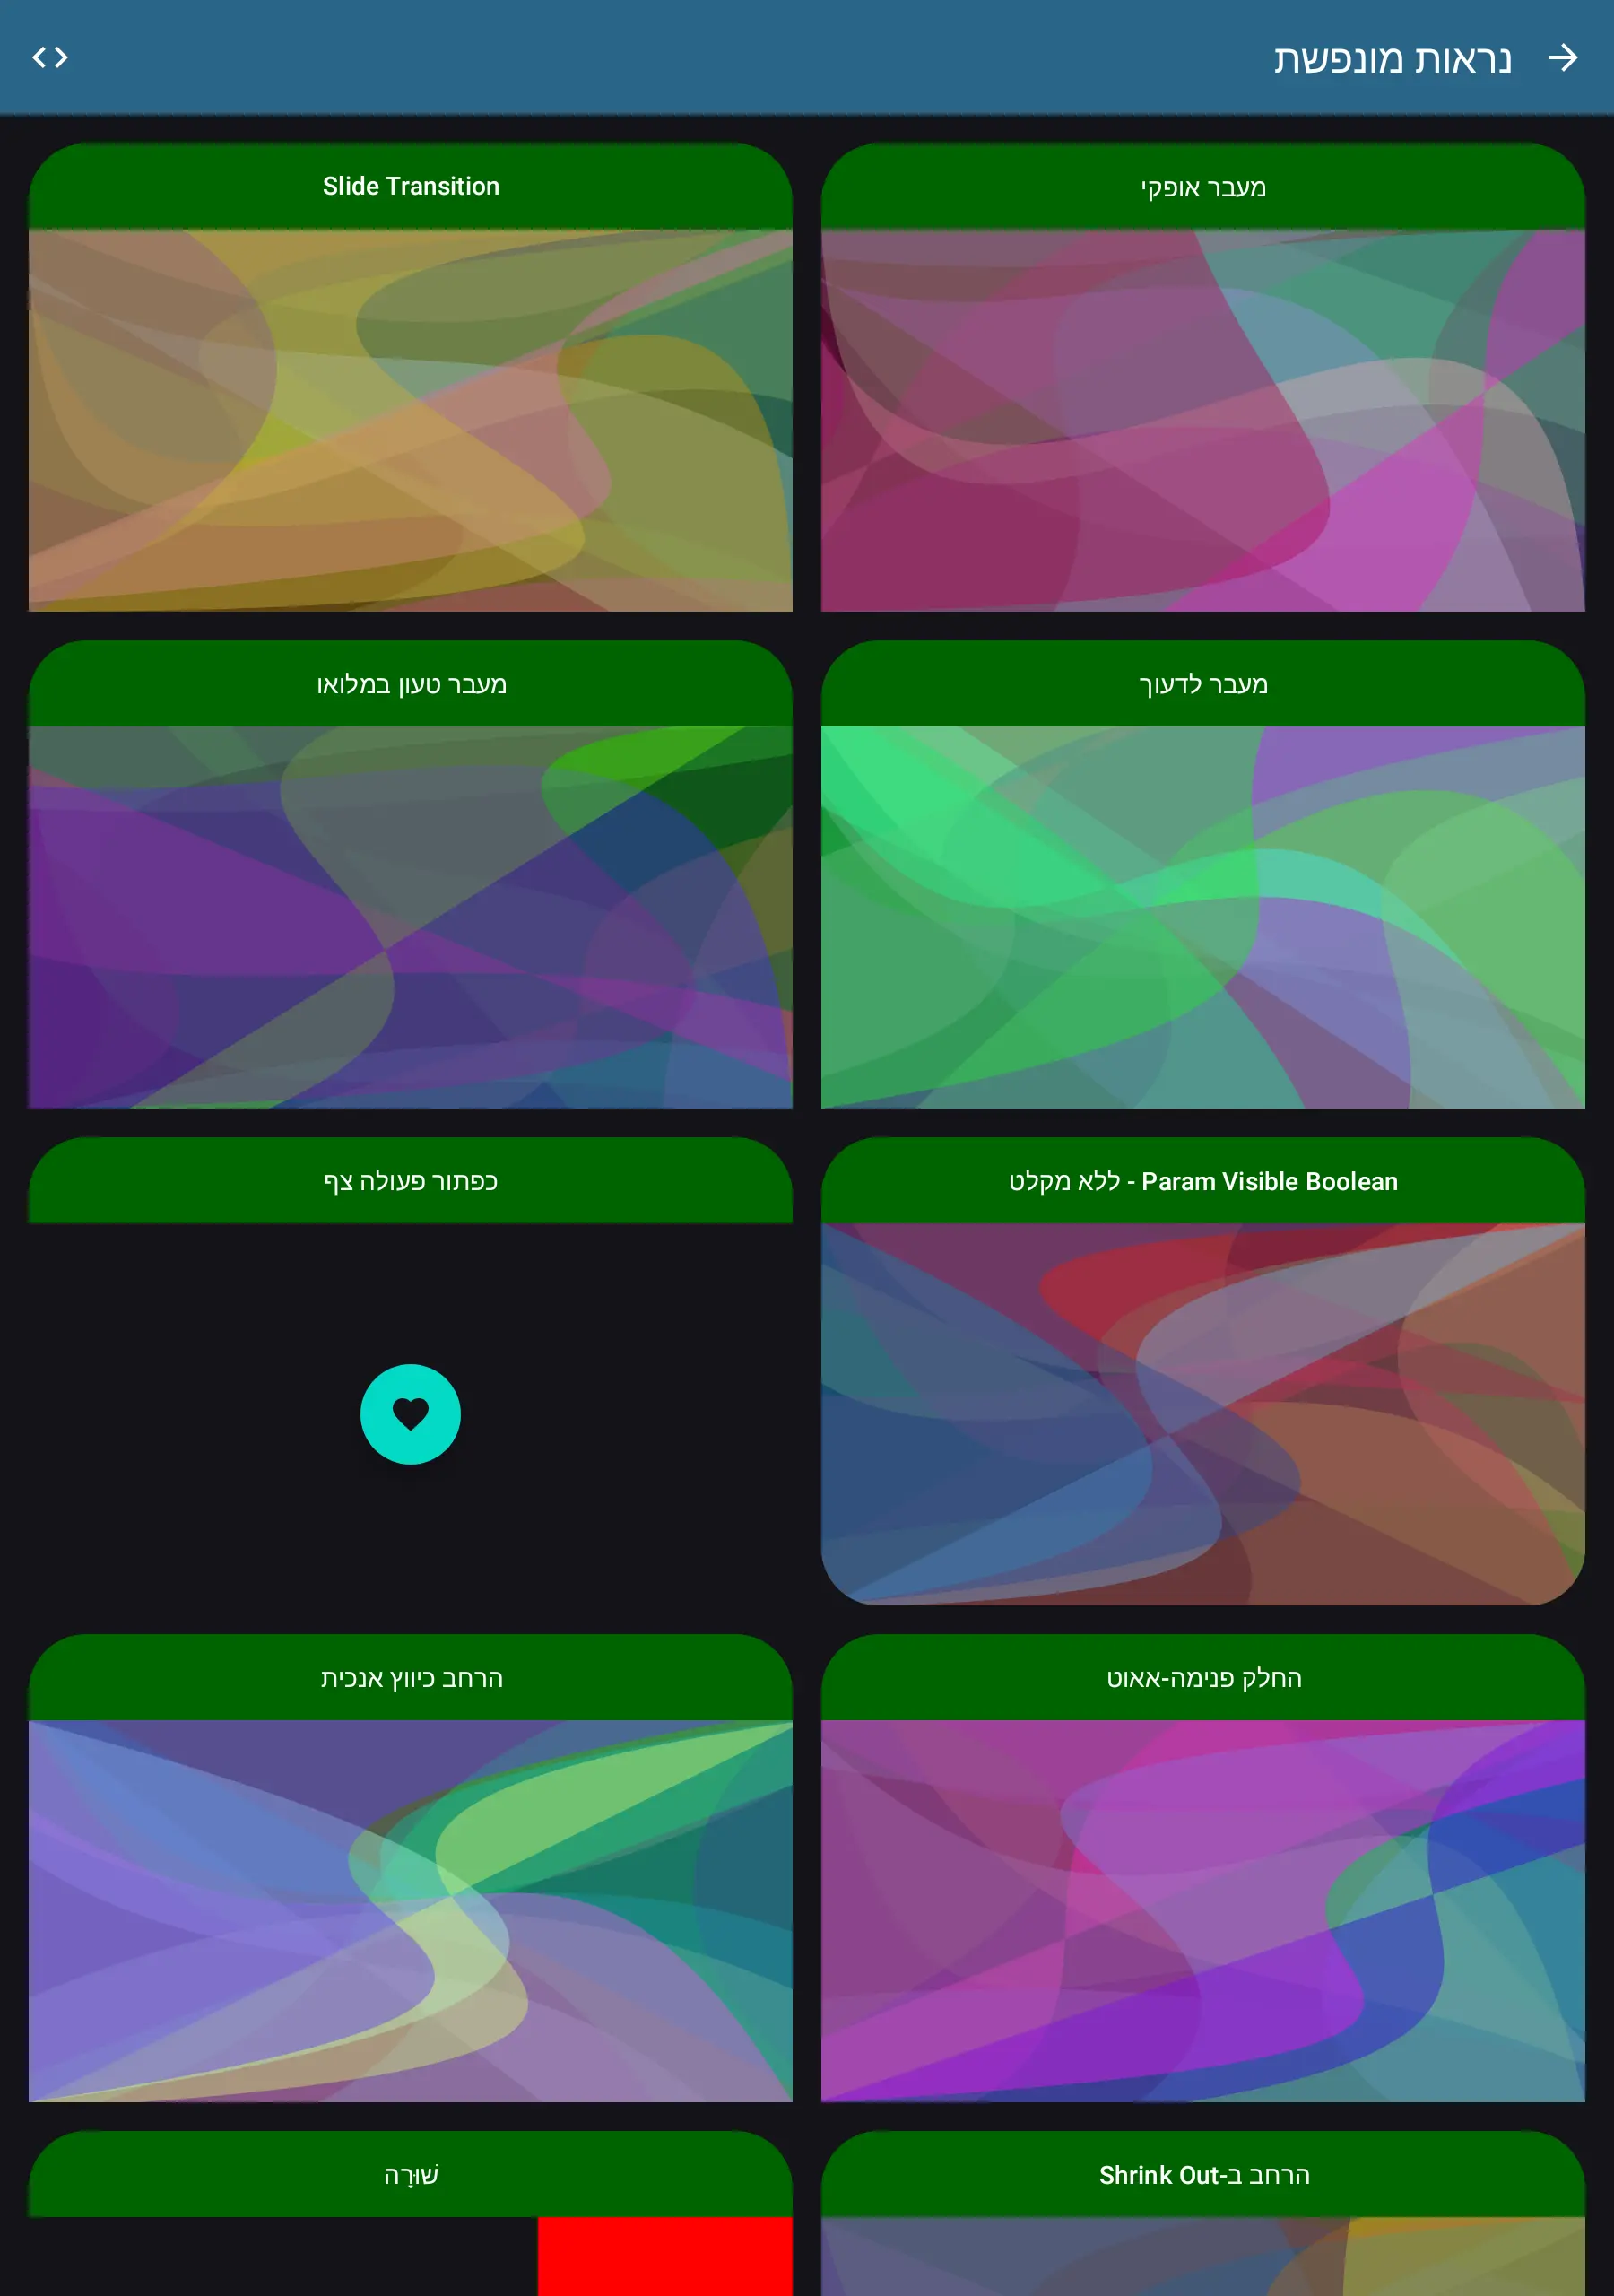 נראות מונפשת
מעבר אופקי
Slide Transition
מעבר לדעוך
מעבר טעון במלואו
Param Visible Boolean - ללא מקלט
כפתור פעולה צף
החלק פנימה-אאוט
הרחב כיווץ אנכית
הרחב ב-Shrink Out
שׁוּרָה